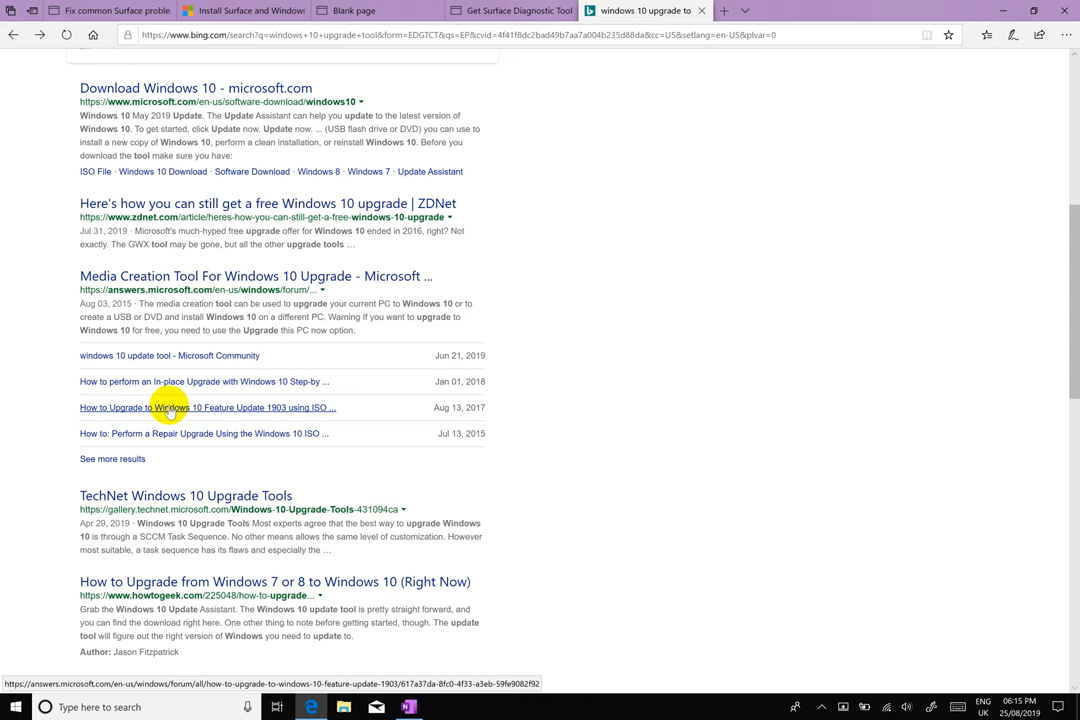 Fix common Surface proble
Install Surface and Window
Blank page
Get Surface Diagnostic Tool
windows 10 upgrade to
https://www.bing.com/search?q=windows+10+upgrade+tool&form=EDGTCT&qs=EP&cvid=4f41f8dc2bad49b7aa7a004b235d88da&cc=US&setlang=en-US&plvar=0
Download Windows 10 - microsoft.com
https://www.microsoft.com/en-us/software-download/windows10
Windows 10 May 2019 Update. The Update Assistant can help you update to the latest version of
Windows 10. To get started, click Update now. Update now. ... (USB flash drive or DVD) you can use to
install a new copy of Windows 10, perform a clean installation, or reinstall Windows 10. Before you
download the tool make sure you have:
ISO File · Windows 10 Download · Software Download · Windows 8 · Windows 7 · Update Assistant
Here's how you can still get a free Windows 10 upgrade | ZDNet
https://www.zdnet.com/article/heres-how-you-can-still-get-a-free-windows-10-upgrade
Jul 31, 2019 · Microsoft's much-hyped free upgrade offer for Windows 10 ended in 2016, right? Not
exactly. The GWX tool may be gone, but all the other upgrade tools ...
Media Creation Tool For Windows 10 Upgrade - Microsoft ...
https://answers.microsoft.com/en-us/windows/forum/...
Aug 03, 2015 · The media creation tool can be used to upgrade your current PC to Windows 10 or to
create a USB or DVD and install Windows 10 on a different PC. Warning If you want to upgrade to
Windows 10 for free, you need to use the Upgrade this PC now option.
windows 10 update tool - Microsoft Community Jun 21, 2019
How to perform an In-place Upgrade with Windows 10 Step-by ... Jan 01, 2018
How to Upgrade to Windows 10 Feature Update 1903 using ISO ... Aug 13, 2017
How to: Perform a Repair Upgrade Using the Windows 10 ISO ... Jul 13, 2015
See more results
TechNet Windows 10 Upgrade Tools
https://gallery.technet.microsoft.com/Windows-10-Upgrade-Tools-431094ca
Apr 29, 2019 · Windows 10 Upgrade Tools Most experts agree that the best way to upgrade Windows
10 is through a SCCM Task Sequence. No other means allows the same level of customization. However
most suitable, a task sequence has its flaws and especially the ...
How to Upgrade from Windows 7 or 8 to Windows 10 (Right Now)
https://www.howtogeek.com/225048/how-to-upgrade...
Grab the Windows 10 Update Assistant. The Windows 10 update tool is pretty straight forward, and
you can find the download right here. One other thing to note before getting started, though. The update
tool will figure out the right version of Windows you need to update to.
Author: Jason Fitzpatrick
https://answers.microsoft.com/en-us/windows/forum/all/how-to-upgrade-to-windows-10-feature-update-1903/617a37da-8fc0-4f33-a3eb-59fe9082f92
Type here to search
ENG
UK
06:15 PM
25/08/2019